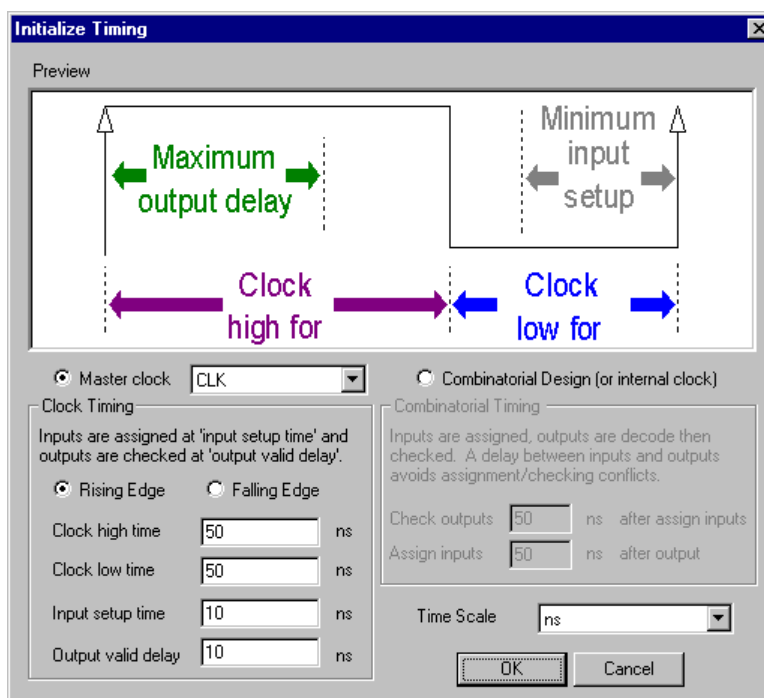 Initialize Timing
Preview
Maximum
output delay
Minimum
input
setup
Clock
high for
Clock
low for
Master clock
CLK
Combinatorial Design (or internal clock)
Clock Timing
Inputs are assigned at 'input setup time' and
outputs are checked at 'output valid delay'.
Rising Edge
Falling Edge
Clock high time
50
ns
Clock low time
50
ns
Input setup time
10
ns
Output valid delay
10
ns
Combinatorial Timing
Inputs are assigned, outputs are decode then
checked. A delay between inputs and outputs
avoids assignment/checking conflicts.
Check outputs
50
ns
after assign inputs
Assign inputs
50
ns
after output
Time Scale
ns
OK
Cancel